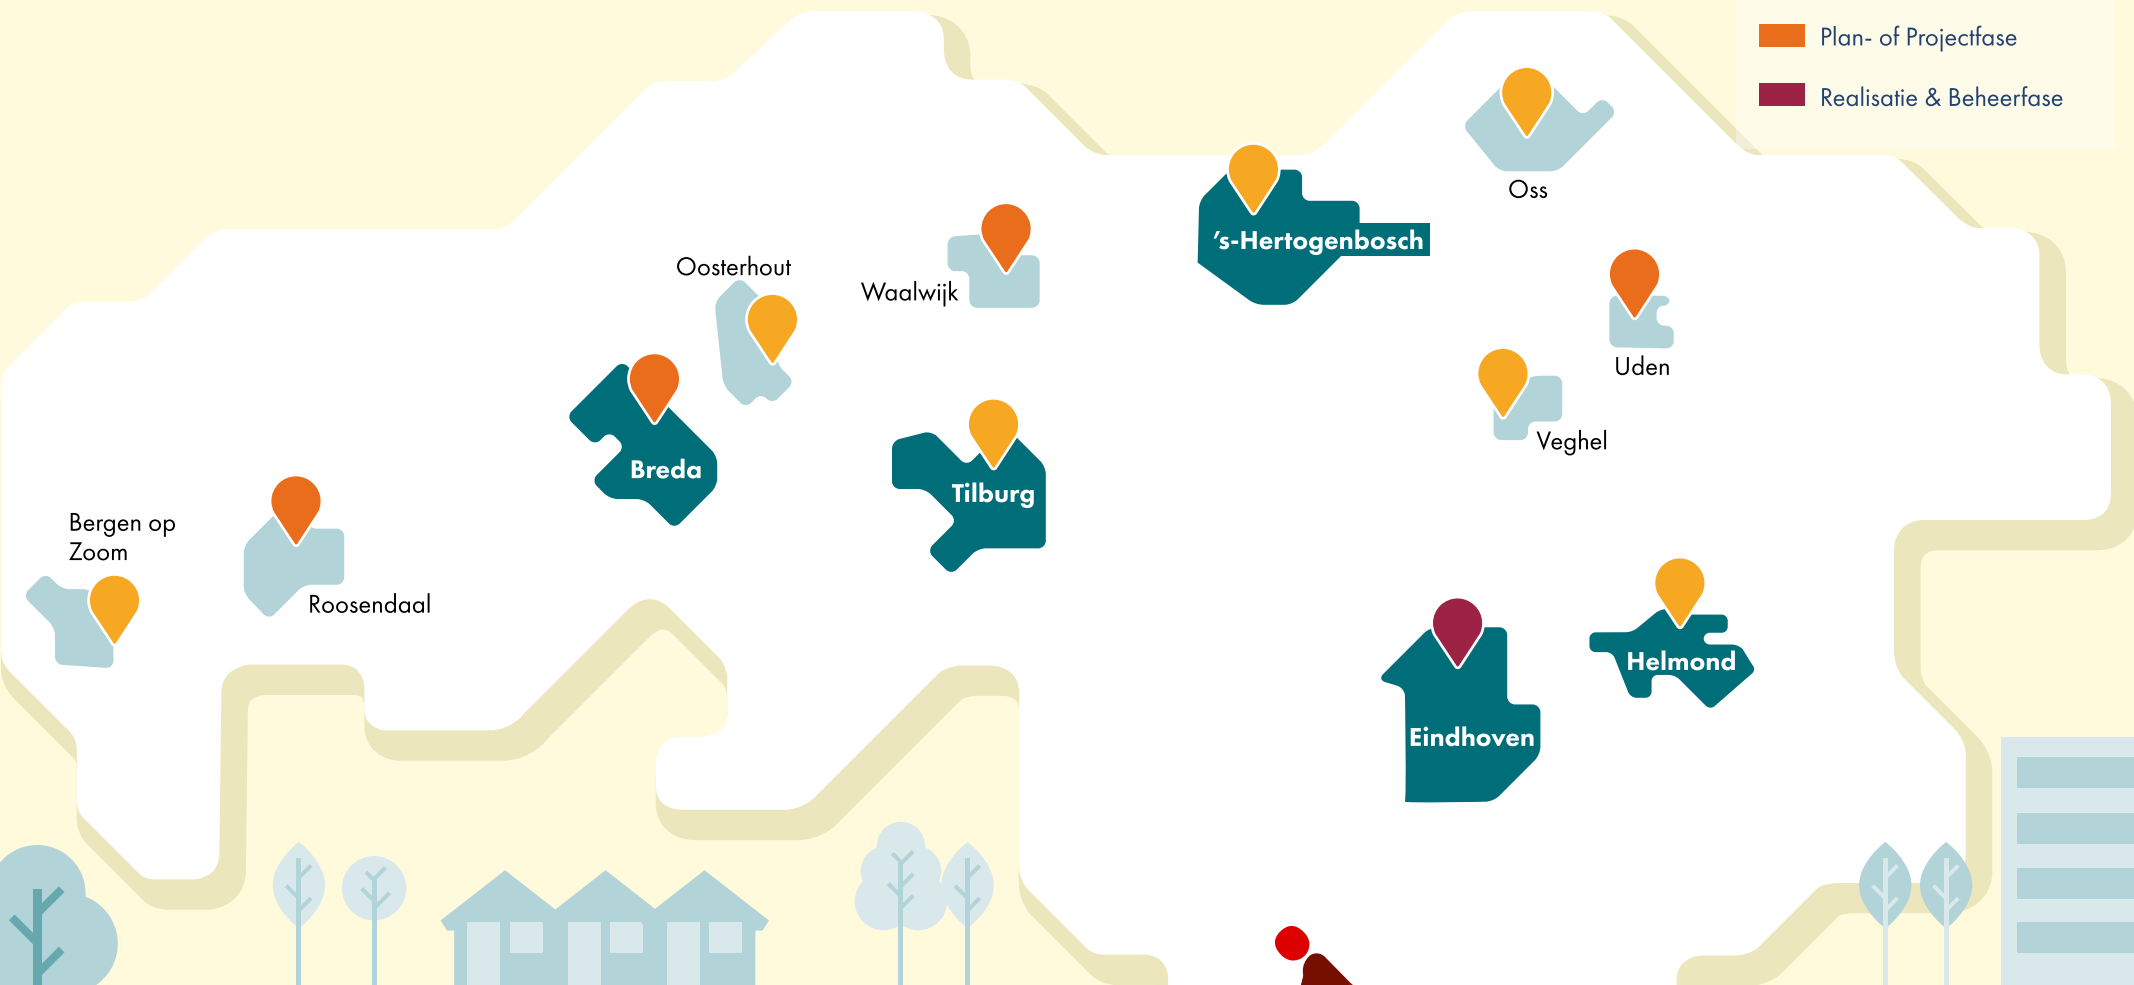 Plan- of Projectfase
Realisatie & Beheerfase
Oss
's-Hertogenbosch
Oosterhout
Waalwijk
Uden
Veghel
Breda
Tilburg
Bergen op
Zoom
Roosendaal
Helmond
Eindhoven